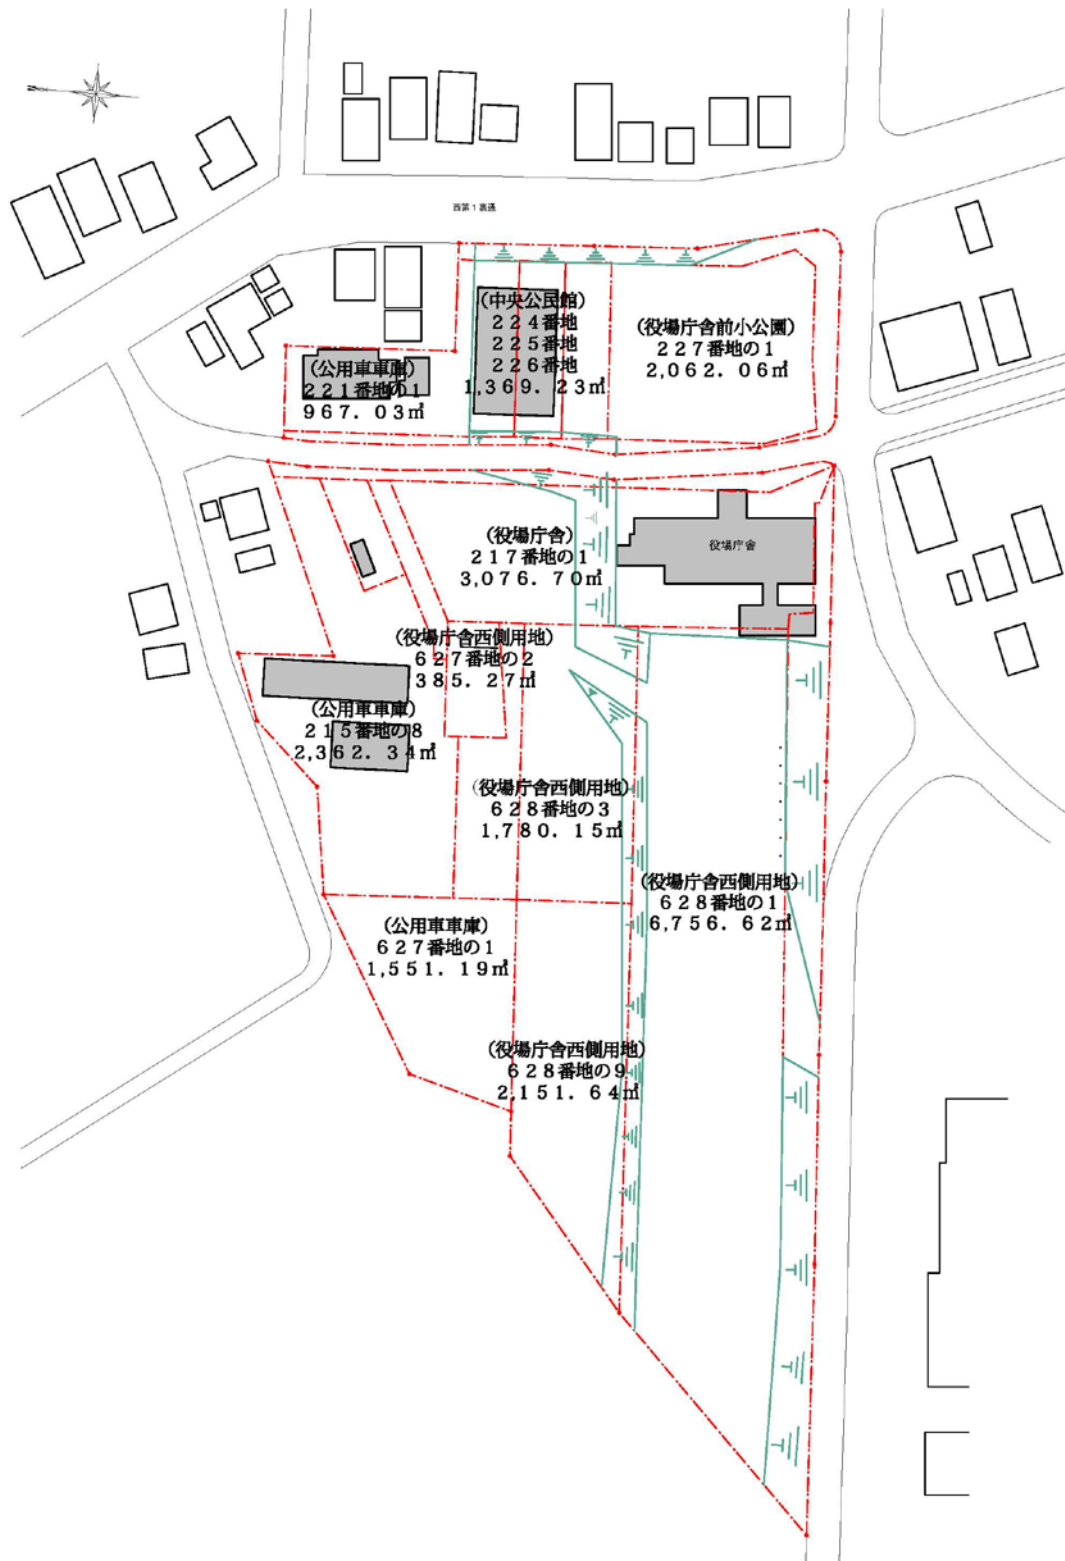 N
西第1裏通
(中央公民館)
224番地
225番地
226番地
1,369.23㎡
(役場庁舎前小公園)
227番地の1
2,062.06㎡
(公用車車庫)
221番地の1
967.03㎡
(役場庁舎)
217番地の1
3,076.70㎡
役場庁舎
(役場庁舎西側用地)
627番地の2
385.27㎡
(公用車車庫)
215番地の8
2,362.34㎡
(役場庁舎西側用地)
628番地の3
1,780.15㎡
(役場庁舎西側用地)
628番地の1
6,756.62㎡
(公用車車庫)
627番地の1
1,551.19㎡
(役場庁舎西側用地)
628番地の9
2,151.64㎡